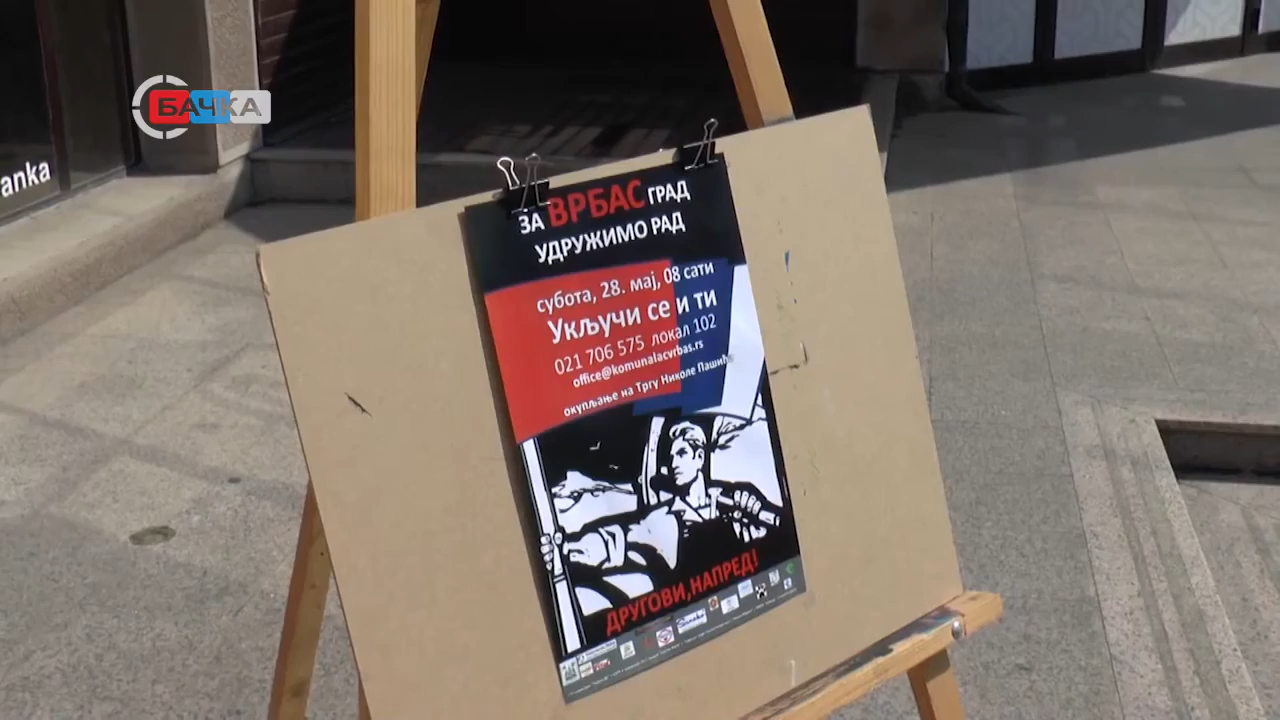 БАЧКА
anka
ЗА ВРБАС ГРАД
УДРУЖИМО РАД
субота, 28. мај, 08 сати
Укључи се и ти
021 706 575 локал 102
office@komunalacvrbas.rs
окупљање на Тргу Николе Пашић
ДРУГОВИ,НАПРЕД!